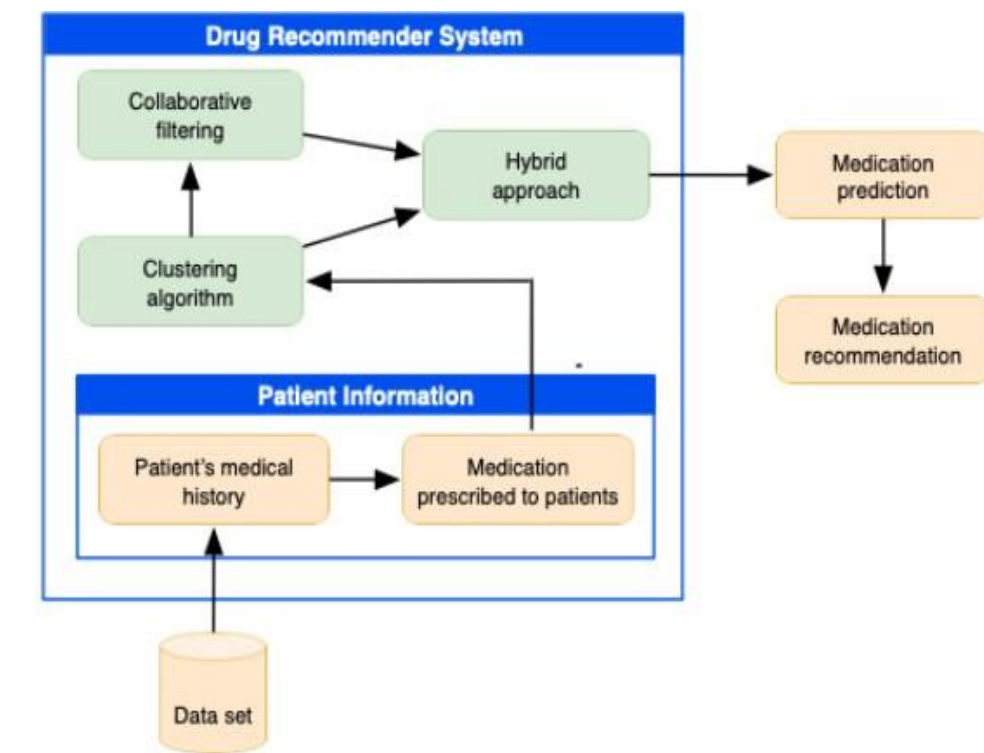 Drug Recommender System
Collaborative
filtering
Hybrid
approach
Medication
prediction
Clustering
algorithm
Medication
recommendation
Patient Information
Patient's medical
history
Medication
prescribed to patients
Data set